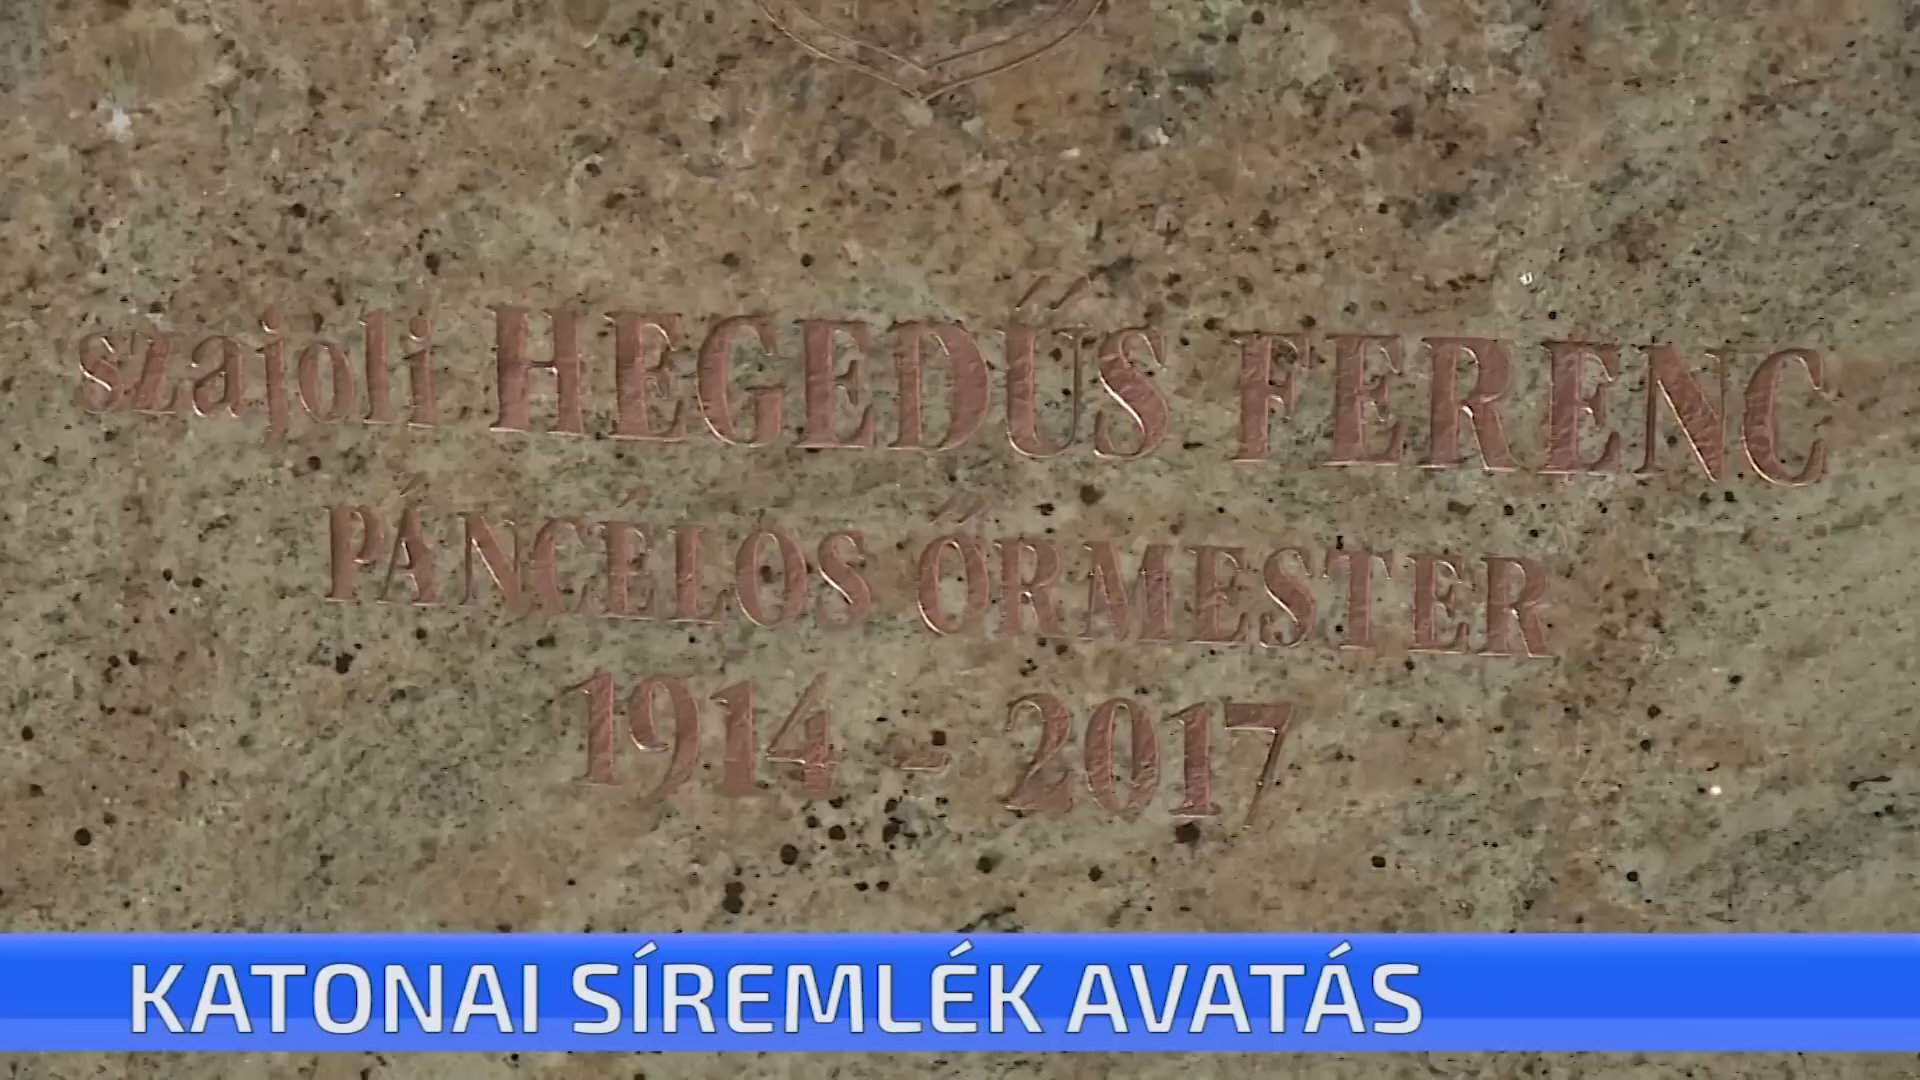 szajoli HEGEDŰS FERENC
PÁNCÉLOS ŐRMESTER
1914 - 2017
KATONAI SÍREMLÉK AVATÁS